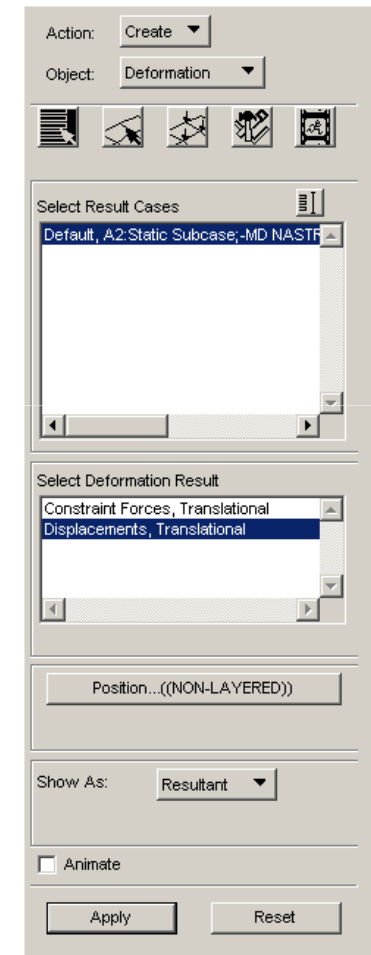 Action: Create
Object: Deformation
Select Result Cases
Default, A2:Static Subcase;-MD NASTR
Select Deformation Result
Constraint Forces, Translational
Displacements, Translational
Position...((NON-LAYERED))
Show As: Resultant
Animate
Apply Reset